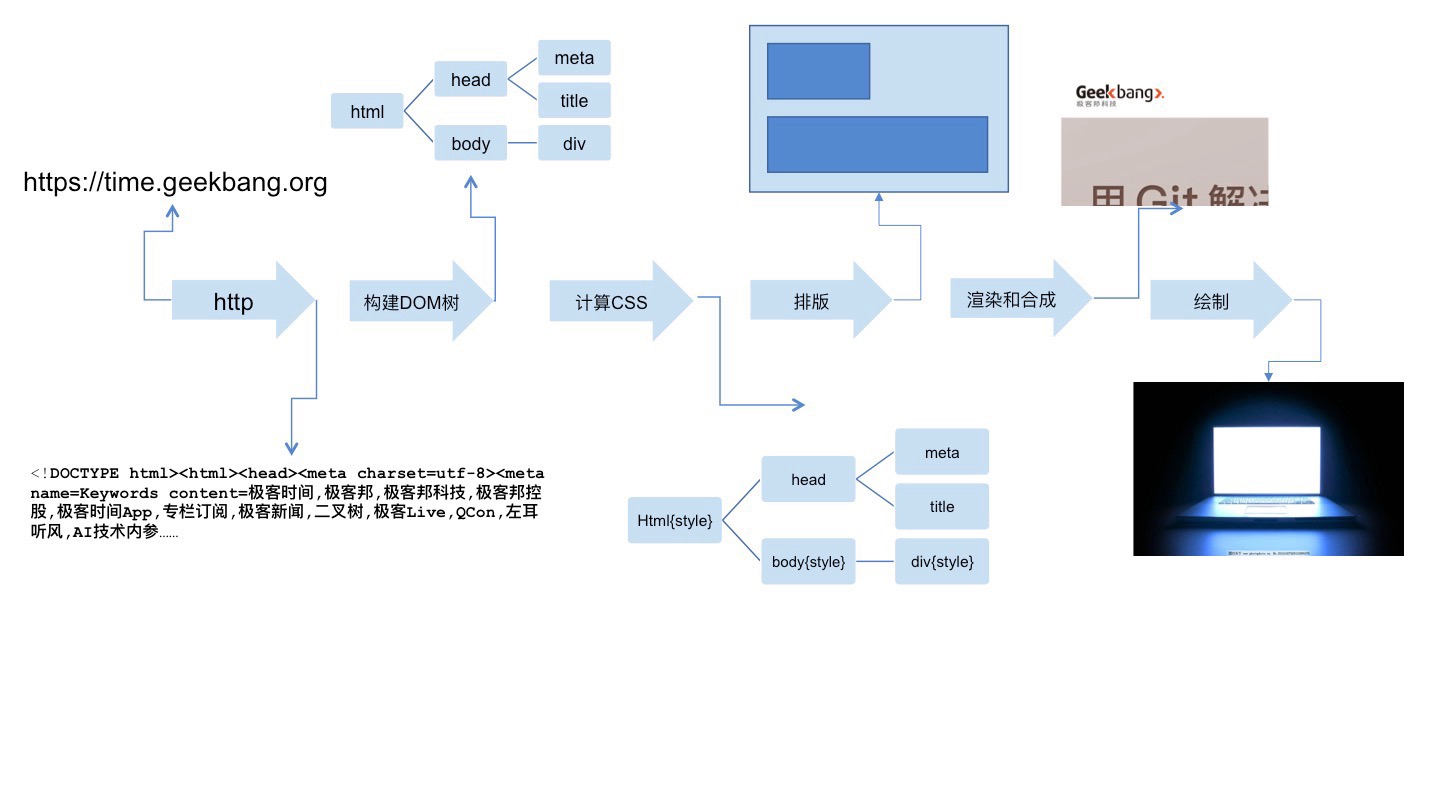 html
head
body
meta
title
div
https://time.geekbang.org
Geekbang>.
极客邦科技
用 Git 解决
http
构建DOM树
计算CSS
排版
渲染和合成
绘制
<!DOCTYPE html><html><head><meta charset=utf-8><meta
name=Keywords content=极客时间,极客邦,极客邦科技,极客邦控
股,极客时间App,专栏订阅,极客新闻,二叉树,极客Live,QCon,左耳
听风,AI技术内参……
Html{style}
head
body{style}
meta
title
div{style}